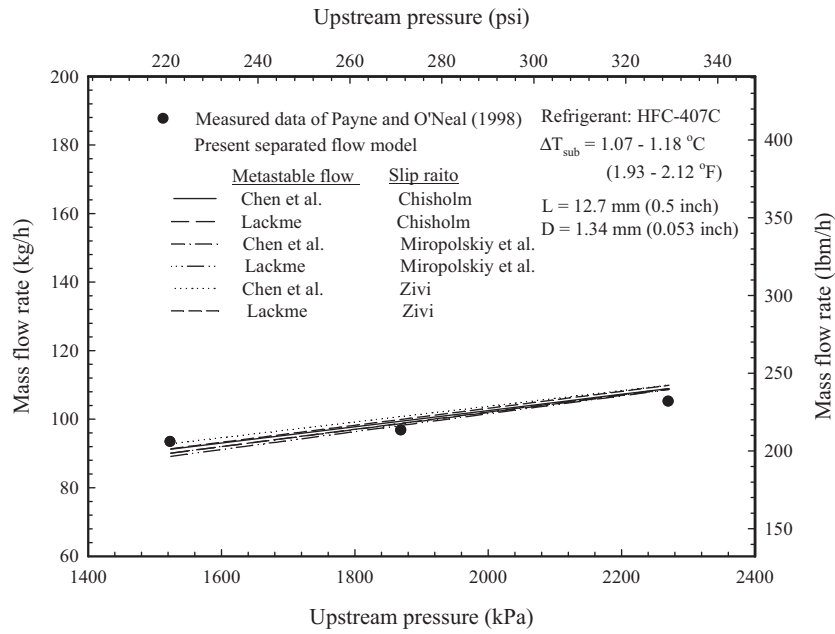 Upstream pressure (psi)
220 240 260 280 300 320 340
200
180
160
140
120
100
80
60
Mass flow rate (kg/h)
● Measured data of Payne and O'Neal (1998)
Present separated flow model
Metastable flow Slip raito
Chen et al. Chisholm
Lackme Chisholm
Chen et al. Miropolskiy et al.
Lackme Miropolskiy et al.
Chen et al. Zivi
Lackme Zivi
Refrigerant: HFC-407C
ΔTsub = 1.07 - 1.18 °C
(1.93 - 2.12 °F)
L = 12.7 mm (0.5 inch)
D = 1.34 mm (0.053 inch)
400
350
300
250
200
150
Mass flow rate (lbm/h)
1400 1600 1800 2000 2200 2400
Upstream pressure (kPa)